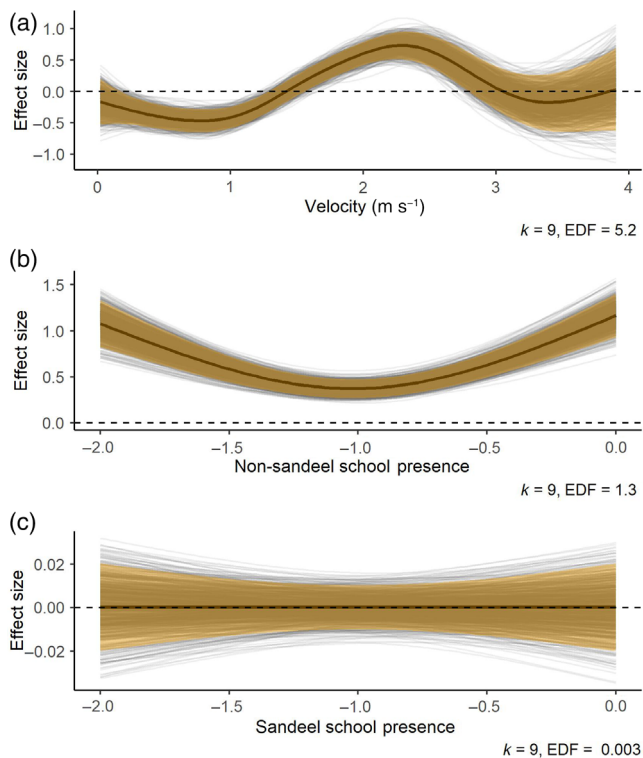 (a)
1.0
0.5
0.0
–0.5
–1.0
Effect size
0
1
2
3
4
Velocity (m s⁻¹)
k = 9, EDF = 5.2
(b)
1.5
1.0
0.5
0.0
Effect size
–2.0
–1.5
–1.0
–0.5
0.0
Non-sandeel school presence
k = 9, EDF = 1.3
(c)
0.02
0.00
–0.02
Effect size
–2.0
–1.5
–1.0
–0.5
0.0
Sandeel school presence
k = 9, EDF = 0.003